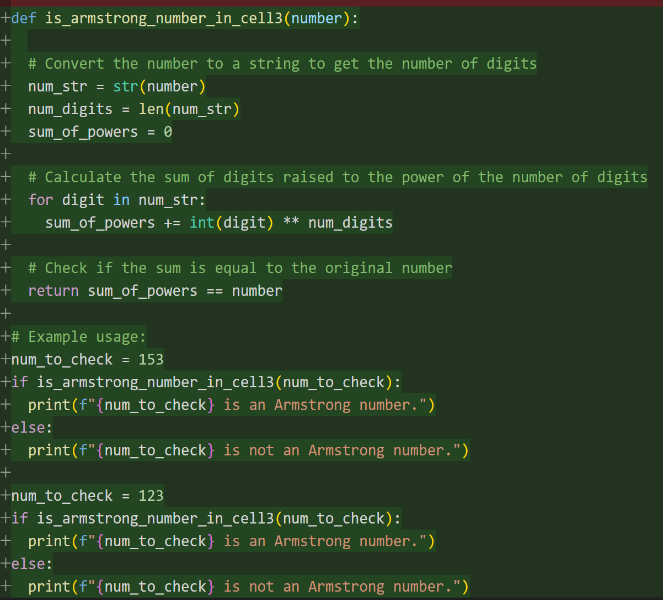 +def is_armstrong_number_in_cell3(number):
+
+  # Convert the number to a string to get the number of digits
+  num_str = str(number)
+  num_digits = len(num_str)
+  sum_of_powers = 0
+
+  # Calculate the sum of digits raised to the power of the number of digits
+  for digit in num_str:
+    sum_of_powers += int(digit) ** num_digits
+
+  # Check if the sum is equal to the original number
+  return sum_of_powers == number
+
+# Example usage:
+num_to_check = 153
+if is_armstrong_number_in_cell3(num_to_check):
+  print(f"{num_to_check} is an Armstrong number.")
+else:
+  print(f"{num_to_check} is not an Armstrong number.")
+
+num_to_check = 123
+if is_armstrong_number_in_cell3(num_to_check):
+  print(f"{num_to_check} is an Armstrong number.")
+else:
+  print(f"{num_to_check} is not an Armstrong number.")